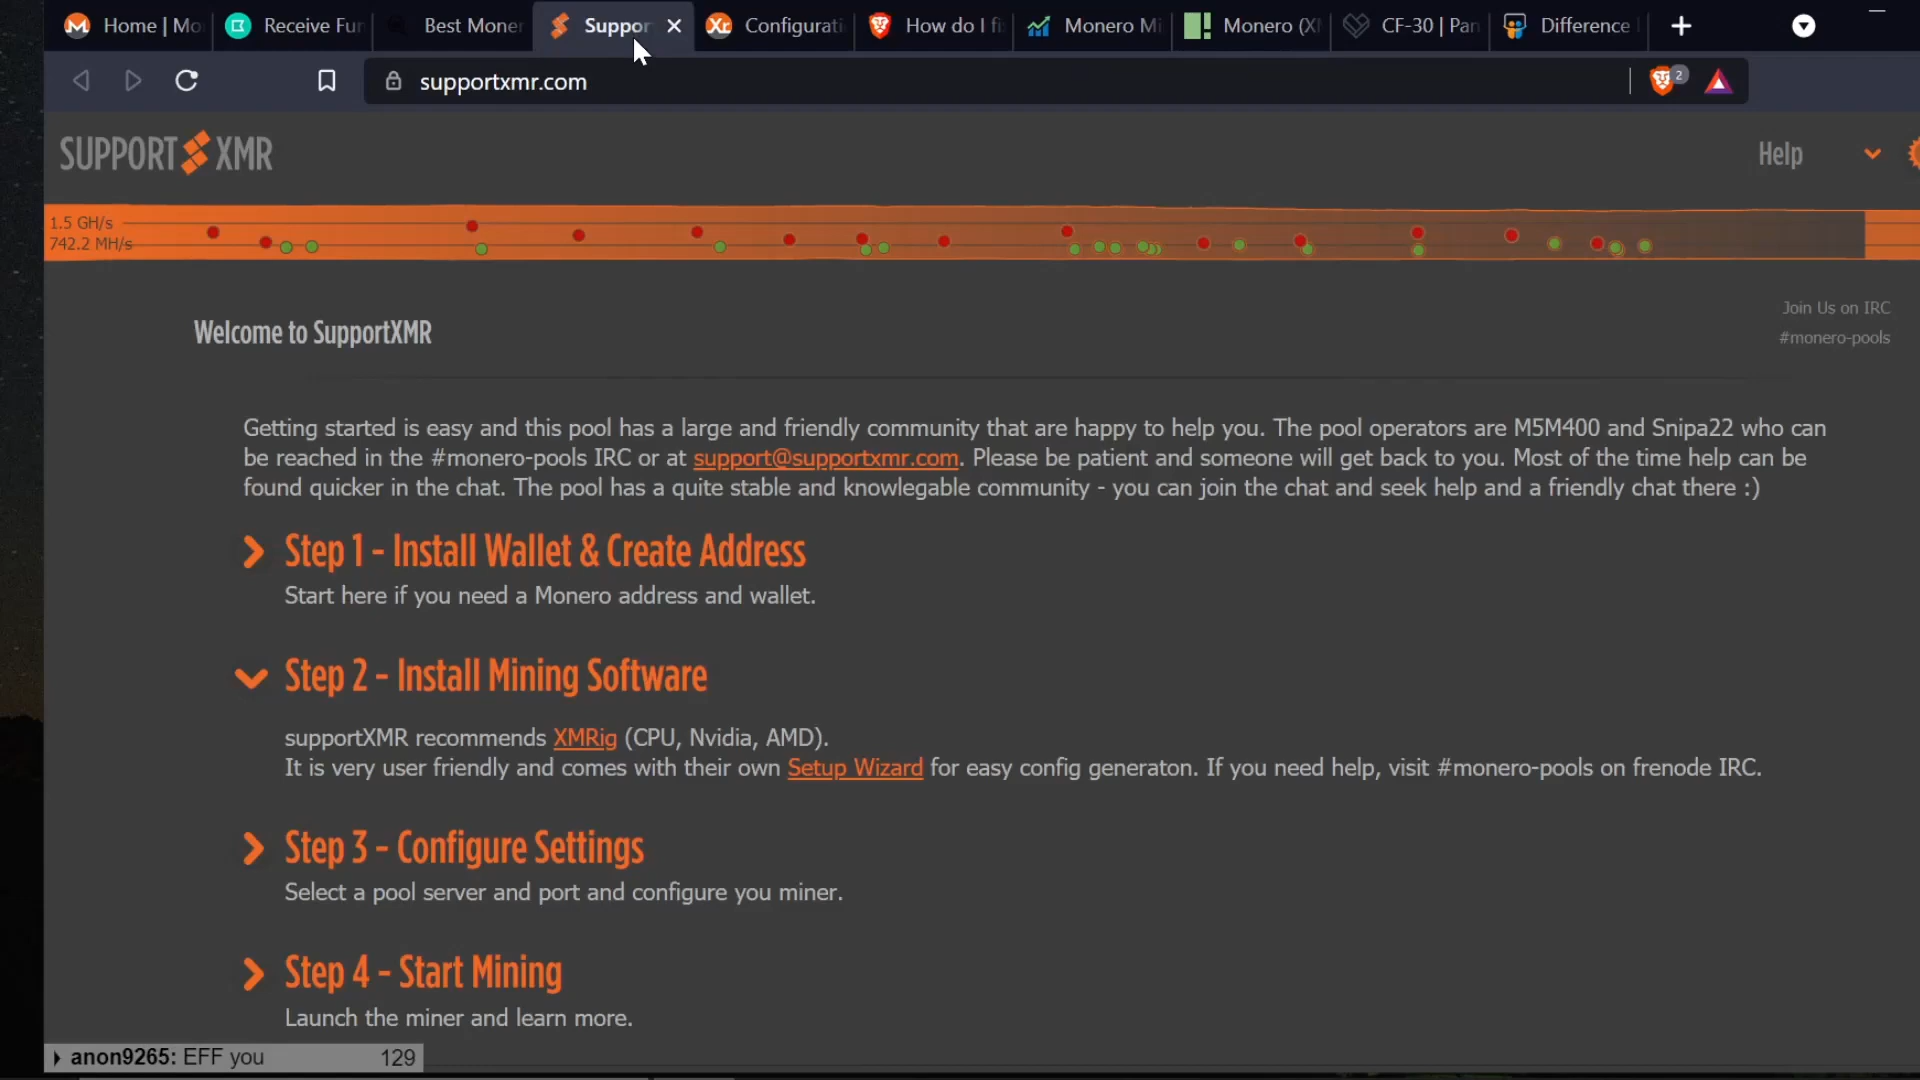 Home | Mo
Receive Fur
Best Moner
Suppor
Configurati
How do I fi
Monero Mi
Monero (XM
CF-30 | Pan
Difference
supportxmr.com
2
SUPPORT XMR
Help
1.5 GH/s
742.2 MH/s
Join Us on IRC
#monero-pools
Welcome to SupportXMR
Getting started is easy and this pool has a large and friendly community that are happy to help you. The pool operators are M5M400 and Snipa22 who can
be reached in the #monero-pools IRC or at support@supportxmr.com. Please be patient and someone will get back to you. Most of the time help can be
found quicker in the chat. The pool has a quite stable and knowlegable community - you can join the chat and seek help and a friendly chat there :)
Step 1 - Install Wallet & Create Address
Start here if you need a Monero address and wallet.
Step 2 - Install Mining Software
supportXMR recommends XMRig (CPU, Nvidia, AMD).
It is very user friendly and comes with their own Setup Wizard for easy config generaton. If you need help, visit #monero-pools on frenode IRC.
Step 3 - Configure Settings
Select a pool server and port and configure you miner.
Step 4 - Start Mining
Launch the miner and learn more.
anon9265: EFF you 129